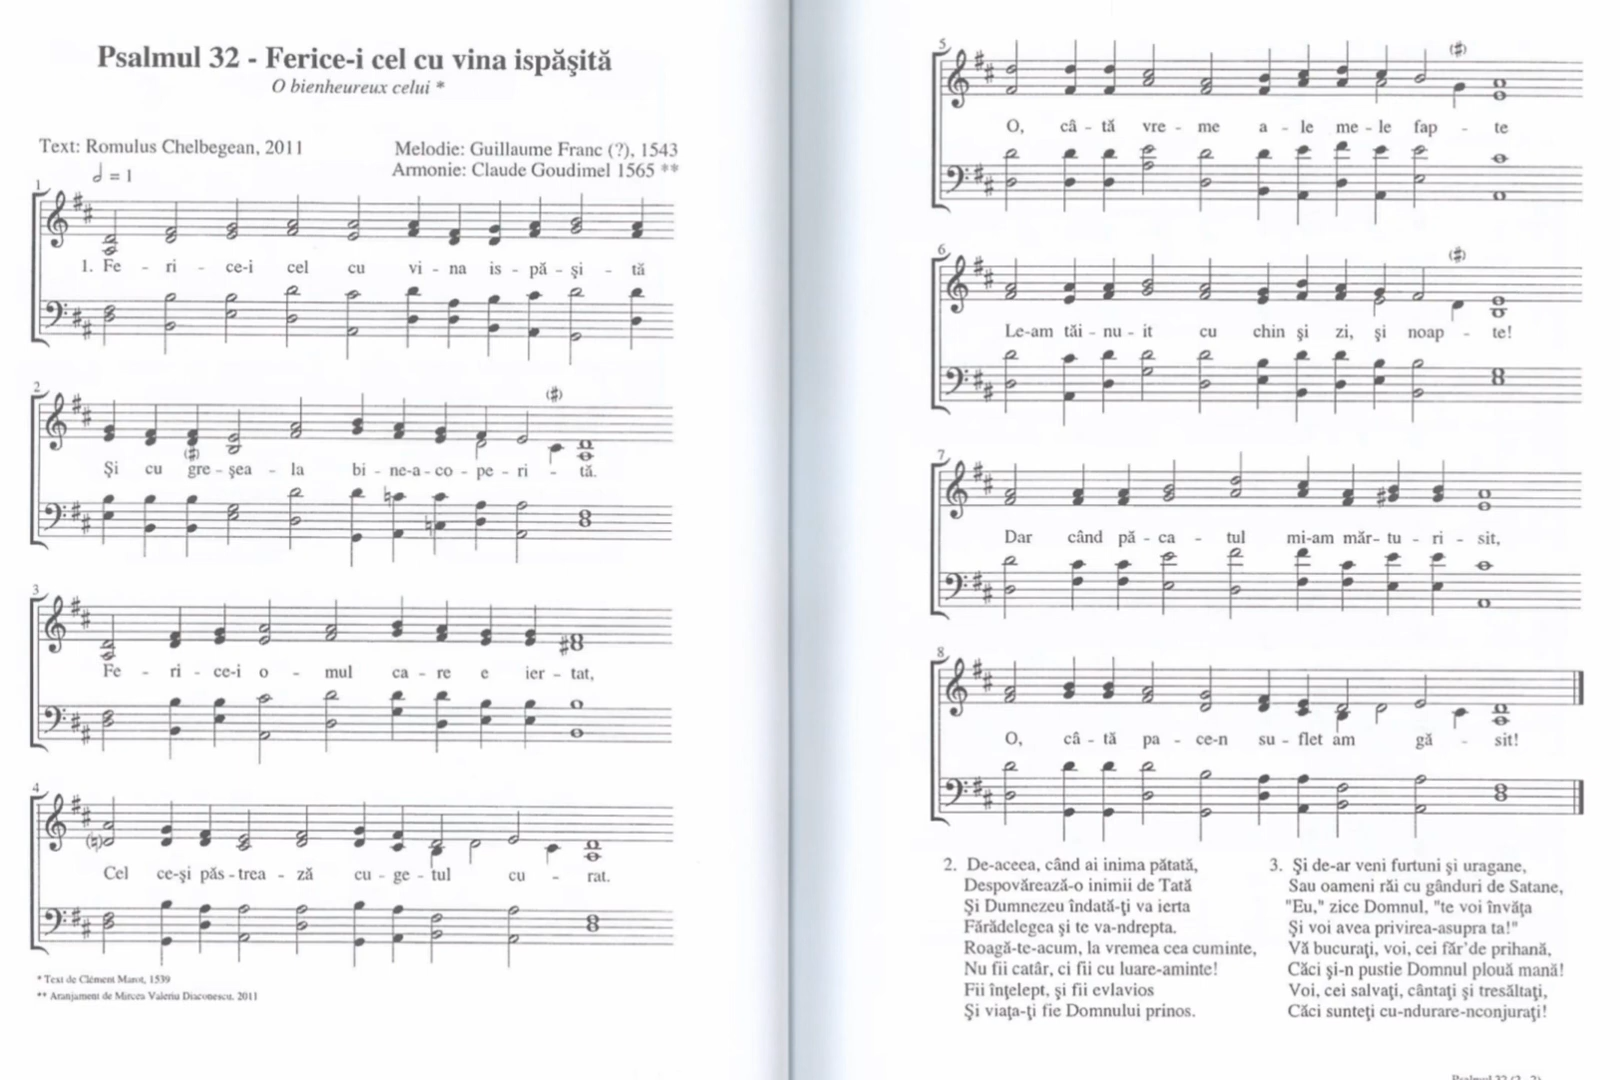 Psalmul 32 - Ferice-i cel cu vina ispăşită
O bienheureux celui *
Text: Romulus Chelbegean, 2011
Melodie: Guillaume Franc (?), 1543
Armonie: Claude Goudimel 1565 **
= 1
1
1. Fe - ri - ce-i cel cu vi - na is - pă - şi - tă
2
(#)
(#)
Şi cu gre - şea - la bi - ne-a - co - pe - ri - tă.
3
Fe - ri - ce-i o - mul ca - re e ier - tat,
4
Cel ce-şi păs - trea - ză cu - ge - tul cu - rat.
* Text de Clément Marot, 1539
** Aranjament de Mircea Valeriu Diaconescu, 2011
5
(#)
O, câ - tă vre - me a - le me - le fap - te
6
(#)
Le-am tăi - nu - it cu chin şi zi, şi noap - te!
7
Dar când pă - ca - tul mi-am măr- tu - ri - sit,
8
O, câ - tă pa - ce-n su - flet am gă - sit!
2. De-aceea, când ai inima pătată,
Despovărează-o inimii de Tată
Şi Dumnezeu îndată-ţi va ierta
Fărădelegea şi te va-ndrepta.
Roagă-te-acum, la vremea cea cuminte,
Nu fii catâr, ci fii cu luare-aminte!
Fii înţelept, şi fii evlavios
Şi viaţa-ţi fie Domnului prinos.
3. Şi de-ar veni furtuni şi uragane,
Sau oameni răi cu gânduri de Satane,
"Eu," zice Domnul, "te voi învăţa
Şi voi avea privirea-asupra ta!"
Vă bucuraţi, voi, cei făr'de prihană,
Căci şi-n pustie Domnul plouă mană!
Voi, cei salvaţi, cântaţi şi tresăltaţi,
Căci sunteţi cu-ndurare-nconjuraţi!